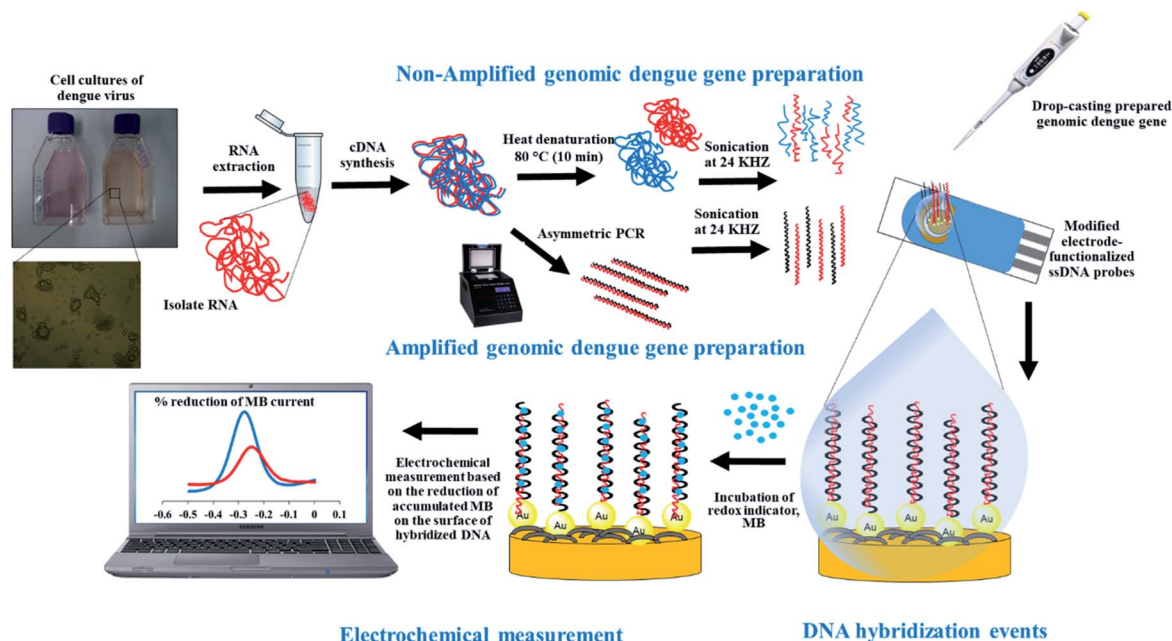 Non-Amplified genomic dengue gene preparation
Cell cultures of
dengue virus
RNA
extraction
cDNA
synthesis
Heat denaturation
80 °C (10 min)
Sonication
at 24 KHZ
Drop-casting prepared
genomic dengue gene
Isolate RNA
Asymmetric PCR
Sonication
at 24 KHZ
Modified
electrode-
functionalized
ssDNA probes
Amplified genomic dengue gene preparation
% reduction of MB current
-0.6
-0.5
-0.4
-0.3
-0.2
-0.1
0
0.1
SAMSUNG
Electrochemical
measurement based
on the reduction of
accumulated MB
on the surface of
hybridized DNA
Au
Au
Au
Au
Au
Incubation of
redox indicator,
MB
Au
Au
Au
Au
Au
Electrochemical measurement
DNA hybridization events